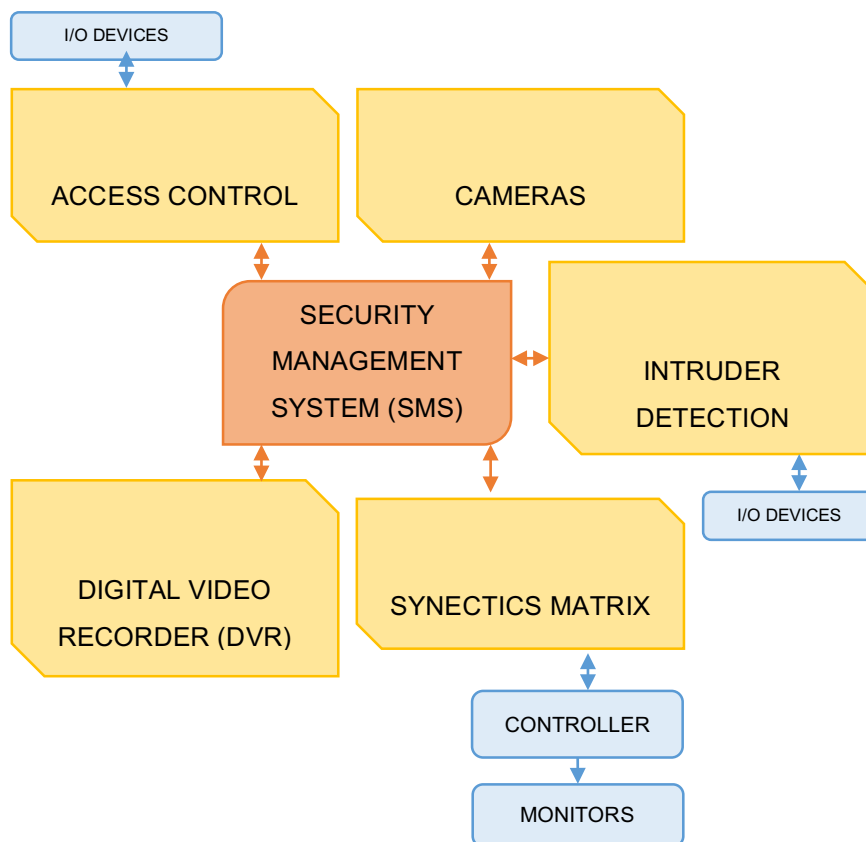 I/O DEVICES
ACCESS CONTROL
CAMERAS
SECURITY
MANAGEMENT
SYSTEM (SMS)
INTRUDER
DETECTION
I/O DEVICES
DIGITAL VIDEO
RECORDER (DVR)
SYNECTICS MATRIX
CONTROLLER
MONITORS